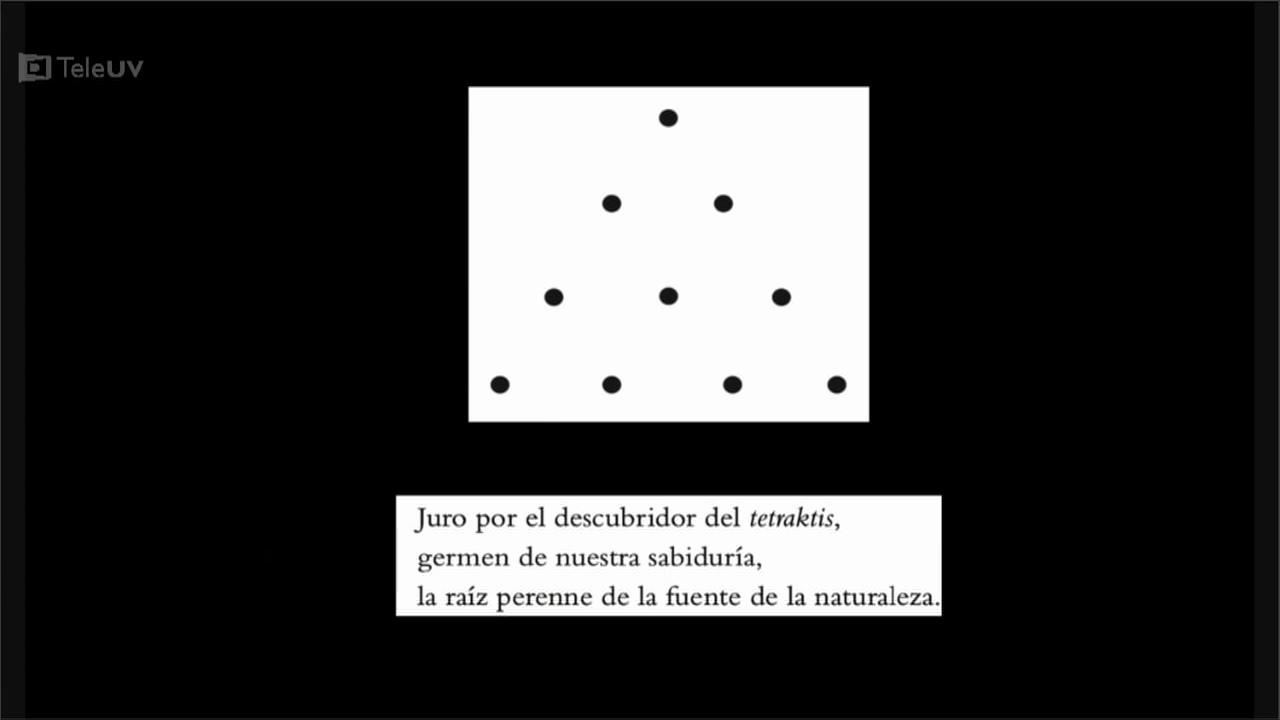 TeleUV
Juro por el descubridor del tetraktis,
germen de nuestra sabiduría,
la raíz perenne de la fuente de la naturaleza.